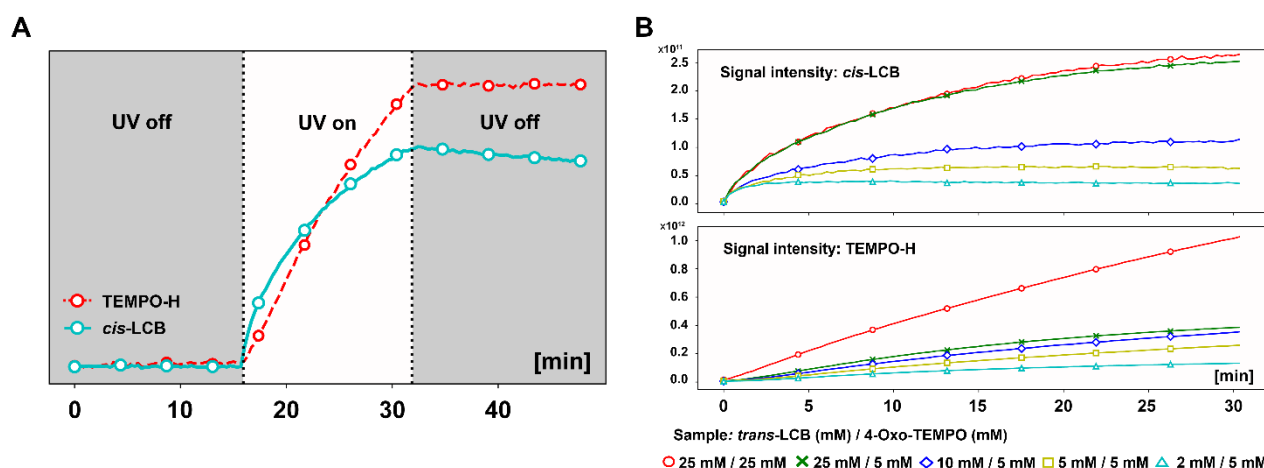 A
UV off
UV on
UV off
TEMPO-H
cis-LCB
[min]
0
10
20
30
40
B
x10¹¹
Signal intensity: cis-LCB
2.5
2.0
1.5
1.0
0.5
0.0
x10¹²
Signal intensity: TEMPO-H
1.0
0.8
0.6
0.4
0.2
0.0
[min]
0
5
10
15
20
25
30
Sample: trans-LCB (mM) / 4-Oxo-TEMPO (mM)
25 mM / 25 mM
25 mM / 5 mM
10 mM / 5 mM
5 mM / 5 mM
2 mM / 5 mM